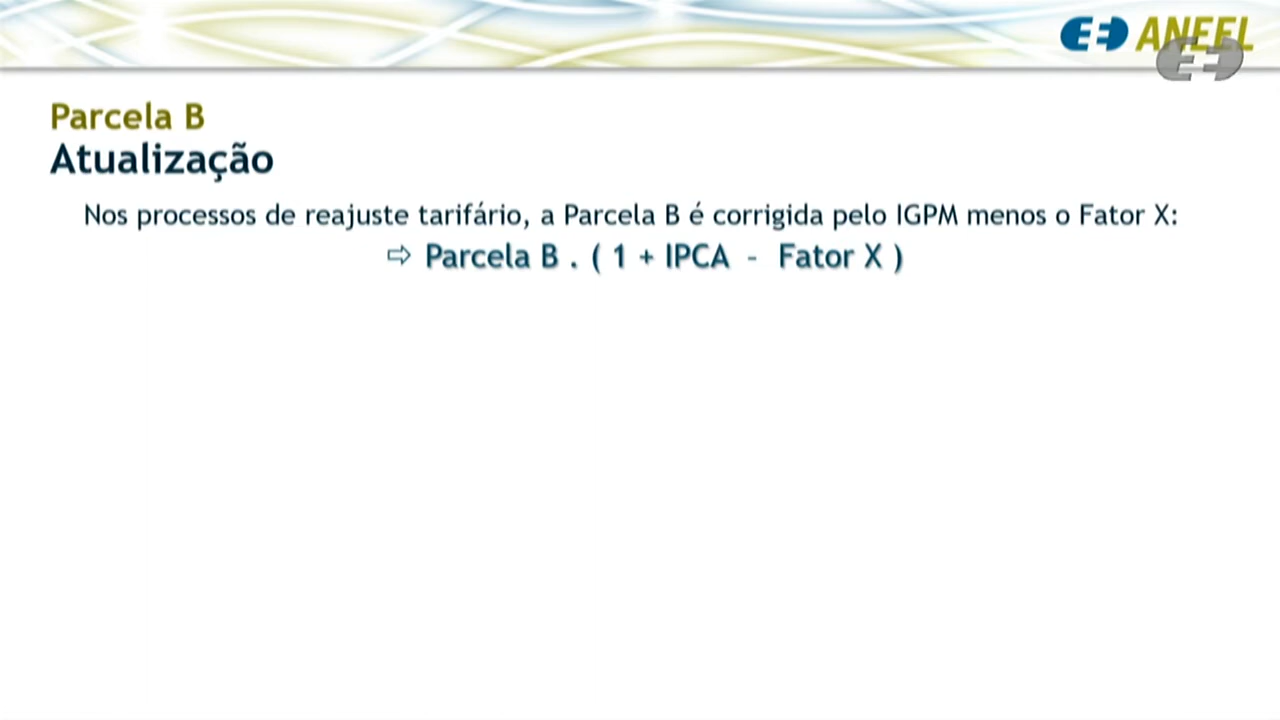 ANEEL
Parcela B
Atualização
Nos processos de reajuste tarifário, a Parcela B é corrigida pelo IGPM menos o Fator X:
⇨ Parcela B . ( 1 + IPCA - Fator X )